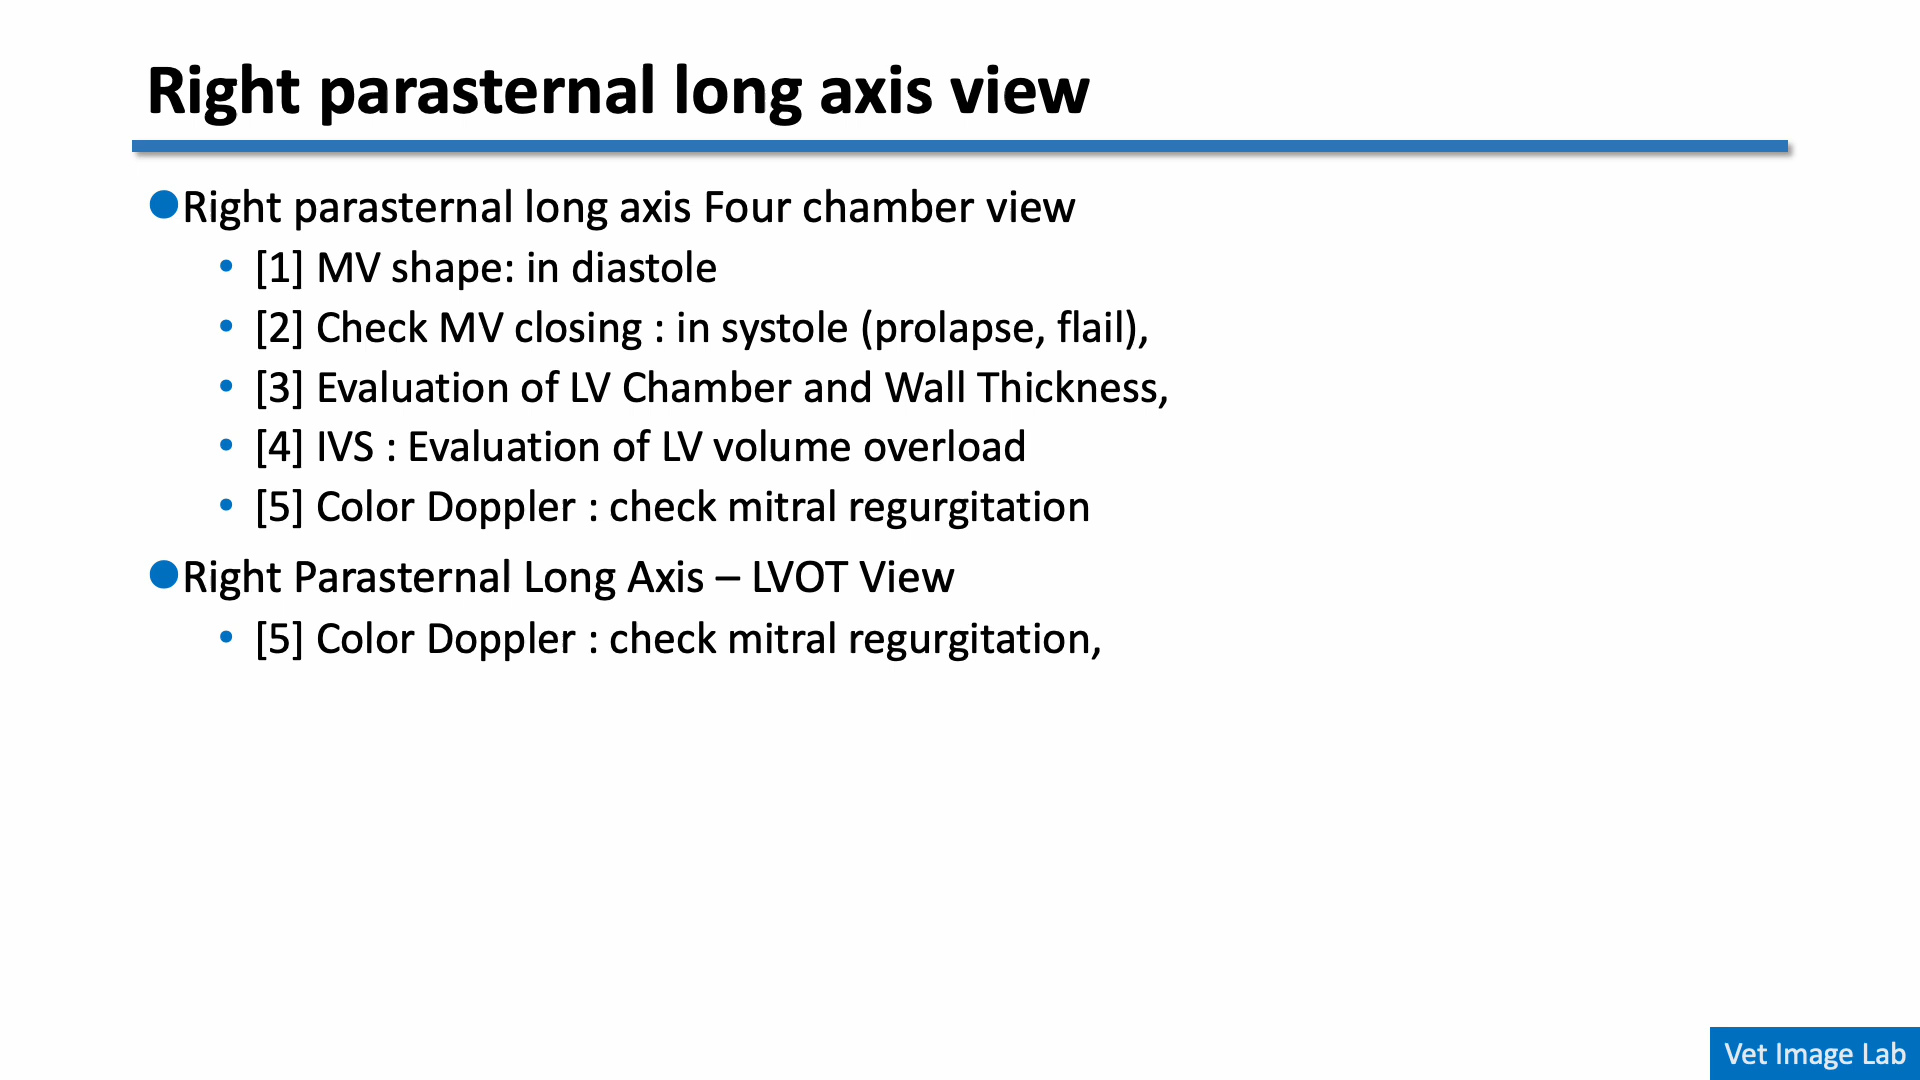 Right parasternal long axis view
●Right parasternal long axis Four chamber view
• [1] MV shape: in diastole
• [2] Check MV closing : in systole (prolapse, flail),
• [3] Evaluation of LV Chamber and Wall Thickness,
• [4] IVS : Evaluation of LV volume overload
• [5] Color Doppler : check mitral regurgitation
●Right Parasternal Long Axis – LVOT View
• [5] Color Doppler : check mitral regurgitation,
Vet Image Lab